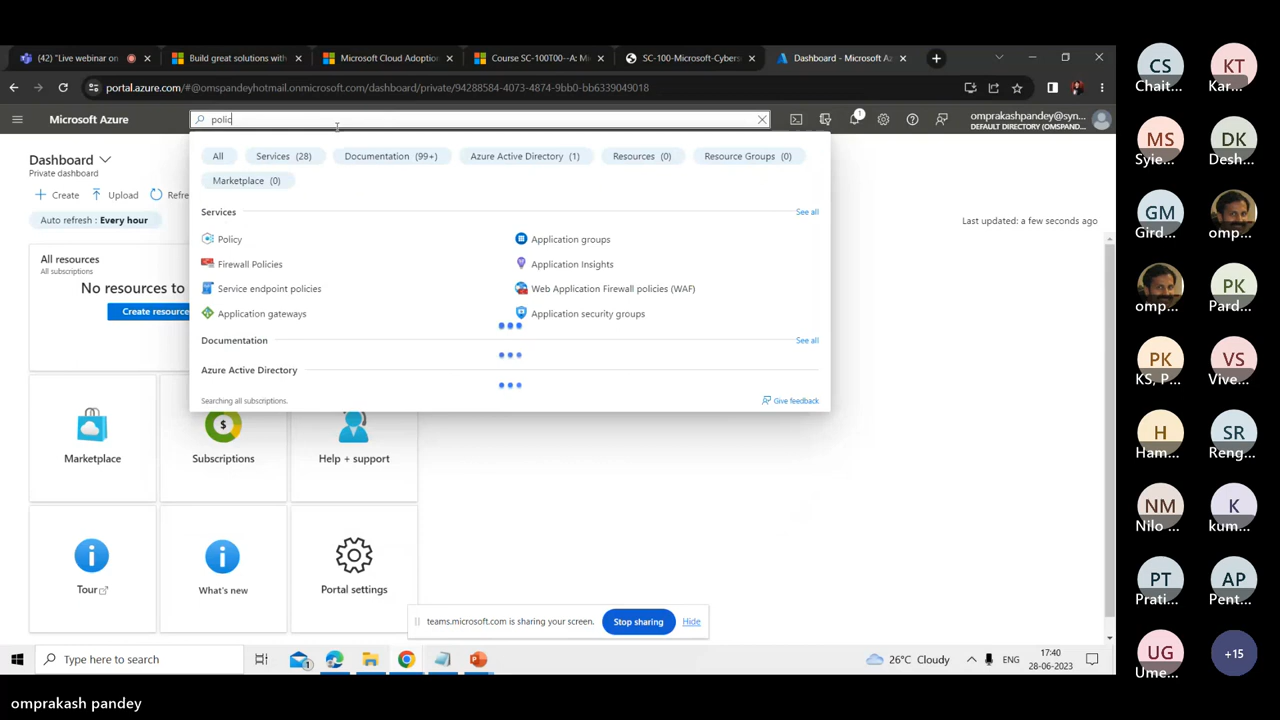 (42) "Live webinar on
Build great solutions with
Microsoft Cloud Adoption
Course SC-100T00--A: M
SC-100-Microsoft-Cybers
Dashboard - Microsoft Az
portal.azure.com/#@omspandeyhotmail.onmicrosoft.com/dashboard/private/94288584-4073-4874-9bb0-bb6339049018
Microsoft Azure
polic
1
omprakashpandey@syn...
DEFAULT DIRECTORY (OMSPAND...
Dashboard
Private dashboard
Create
Upload
Refre
Auto refresh : Every hour
Last updated: a few seconds ago
All
Services (28)
Documentation (99+)
Azure Active Directory (1)
Resources (0)
Resource Groups (0)
Marketplace (0)
Services
See all
Policy
Application groups
Firewall Policies
Application Insights
Service endpoint policies
Web Application Firewall policies (WAF)
Application gateways
Application security groups
Documentation
See all
Azure Active Directory
Searching all subscriptions.
Give feedback
All resources
All subscriptions
No resources to
Create resource
Marketplace
Subscriptions
Help + support
Tour
What's new
Portal settings
teams.microsoft.com is sharing your screen.
Stop sharing
Hide
Type here to search
1
26°C Cloudy
ENG
17:40
28-06-2023
omprakash pandey
CS
Chait...
KT
Kar...
MS
Syie...
DK
Desh...
GM
Gird...
omp...
omp...
PK
Pard...
PK
KS, P...
VS
Vive...
H
Ham...
SR
Reng...
NM
Nilo ...
K
kum...
PT
Prati...
AP
Pent...
UG
Ume...
+15